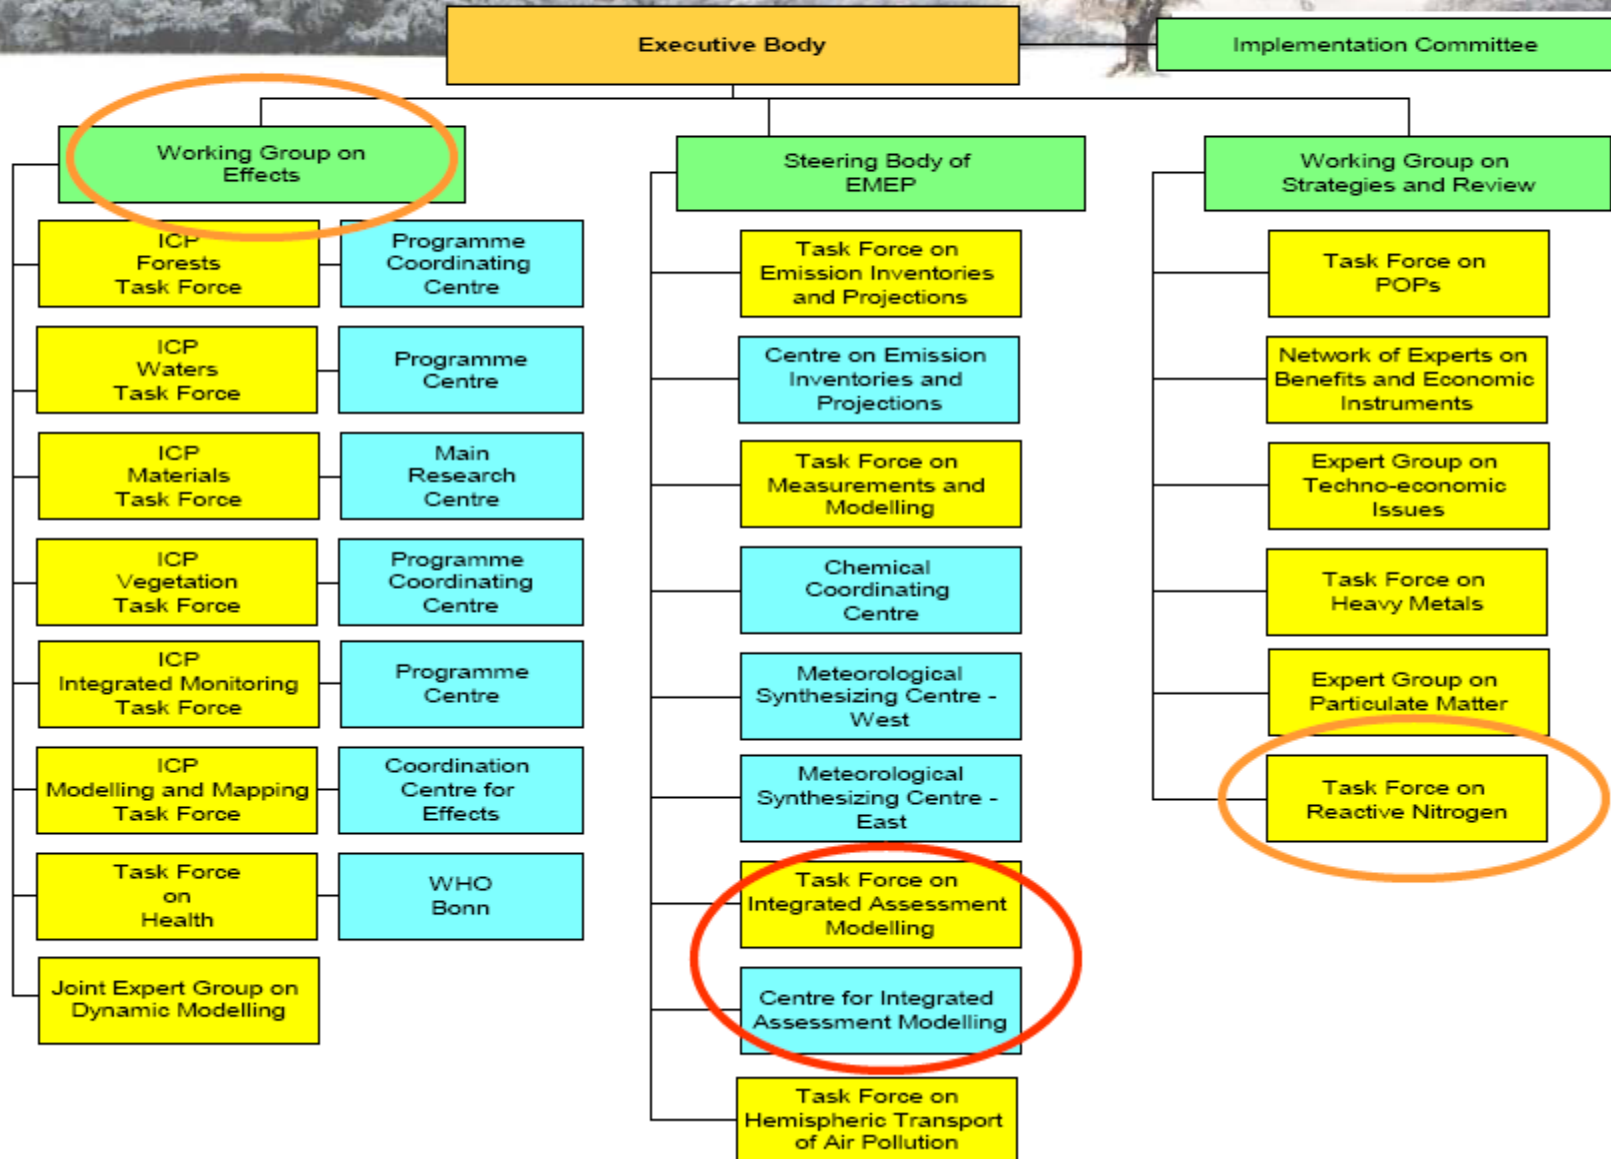 Executive Body
Implementation Committee
Working Group on
Effects
ICP
Forests
Task Force
Programme
Coordinating
Centre
ICP
Waters
Task Force
Programme
Centre
ICP
Materials
Task Force
Main
Research
Centre
ICP
Vegetation
Task Force
Programme
Coordinating
Centre
ICP
Integrated Monitoring
Task Force
Programme
Centre
ICP
Modelling and Mapping
Task Force
Coordination
Centre for
Effects
Task Force
on
Health
WHO
Bonn
Joint Expert Group on
Dynamic Modelling
Steering Body of
EMEP
Task Force on
Emission Inventories
and Projections
Centre on Emission
Inventories and
Projections
Task Force on
Measurements and
Modelling
Chemical
Coordinating
Centre
Meteorological
Synthesizing Centre -
West
Meteorological
Synthesizing Centre -
East
Task Force on
Integrated Assessment
Modelling
Centre for Integrated
Assessment Modelling
Task Force on
Hemispheric Transport
of Air Pollution
Working Group on
Strategies and Review
Task Force on
POPs
Network of Experts on
Benefits and Economic
Instruments
Expert Group on
Techno-economic
Issues
Task Force on
Heavy Metals
Expert Group on
Particulate Matter
Task Force on
Reactive Nitrogen